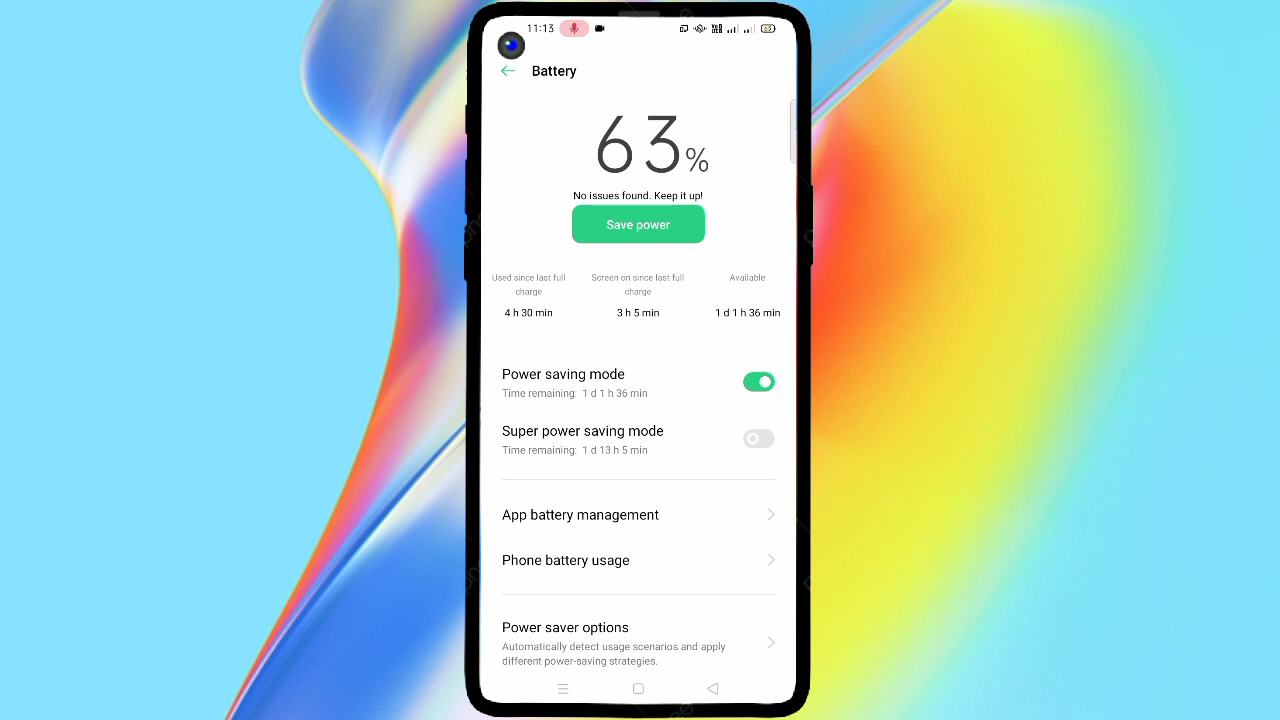 11:13
63
Battery
63%
No issues found. Keep it up!
Save power
Used since last full
charge
4 h 30 min
Screen on since last full
charge
3 h 5 min
Available
1 d 1 h 36 min
Power saving mode
Time remaining: 1 d 1 h 36 min
Super power saving mode
Time remaining: 1 d 13 h 5 min
App battery management
Phone battery usage
Power saver options
Automatically detect usage scenarios and apply
different power-saving strategies.